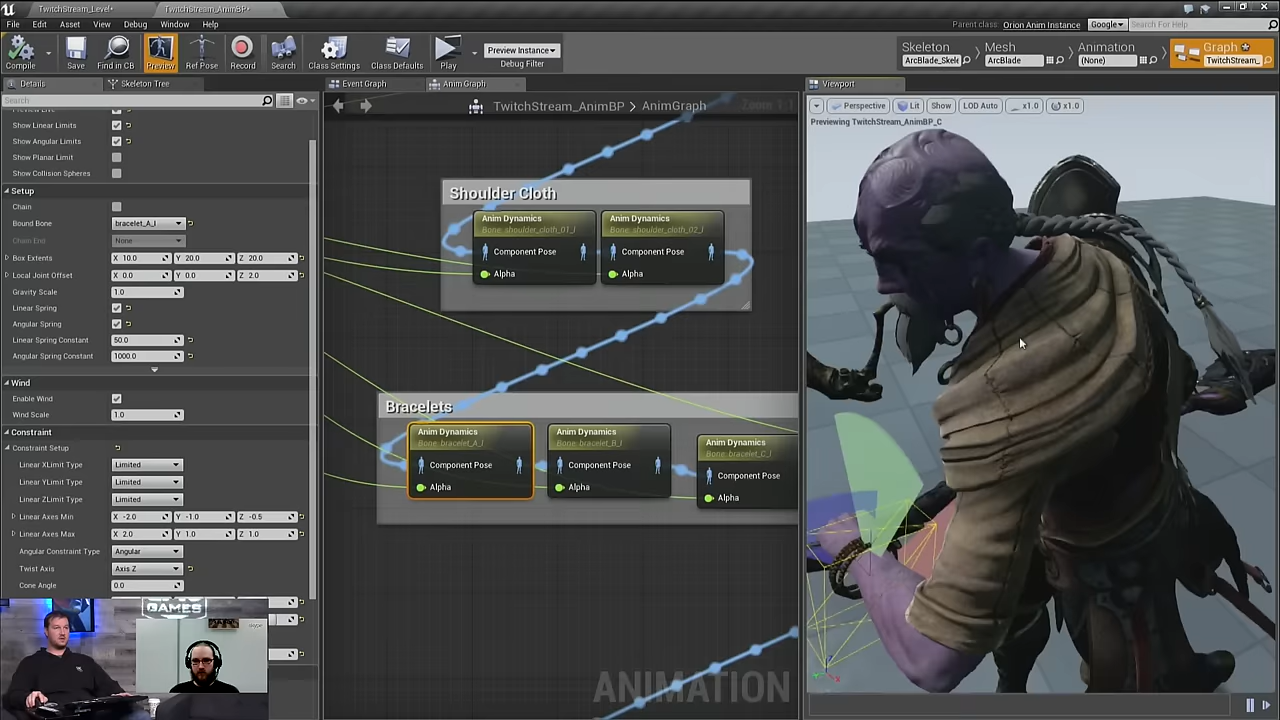 TwitchStream_Level*
TwitchStream_AnimBP*
File Edit Asset View Debug Window Help
Parent class: Orion Anim Instance
Google
Search For Help
Compile
Save
Find in CB
Preview
Ref Pose
Record
Search
Class Settings
Class Defaults
Play
Preview Instance
Debug Filter
Skeleton
ArcBlade_Skele
Mesh
ArcBlade
Animation
(None)
Graph
TwitchStream_
Details
Skeleton Tree
Search
Show Linear Limits
Show Angular Limits
Show Planar Limit
Show Collision Spheres
Setup
Chain
Bound Bone bracelet_A_l
Chain End None
Box Extents X 10.0 Y 20.0 Z 20.0
Local Joint Offset X 0.0 Y 0.0 Z 2.0
Gravity Scale 1.0
Linear Spring
Angular Spring
Linear Spring Constant 50.0
Angular Spring Constant 1000.0
Wind
Enable Wind
Wind Scale 1.0
Constraint
Constraint Setup
Linear XLimit Type Limited
Linear YLimit Type Limited
Linear ZLimit Type Limited
Linear Axes Min X -2.0 Y -1.0 Z -0.5
Linear Axes Max X 2.0 Y 1.0 Z 1.0
Angular Constraint Type Angular
Twist Axis Axis Z
Cone Angle 0.0
GAMES
skype
Event Graph
Anim Graph
TwitchStream_AnimBP > AnimGraph
Zoom 1:1
Shoulder Cloth
Anim Dynamics
Bone: shoulder_cloth_01_l
Component Pose
Alpha
Anim Dynamics
Bone: shoulder_cloth_02_l
Component Pose
Alpha
Bracelets
Anim Dynamics
Bone: bracelet_A_l
Component Pose
Alpha
Anim Dynamics
Bone: bracelet_B_l
Component Pose
Alpha
Anim Dynamics
Bone: bracelet_C_l
Component Pose
Alpha
ANIMATION
Viewport
Perspective
Lit
Show
LOD Auto
x1.0
x1.0
Previewing TwitchStream_AnimBP_C